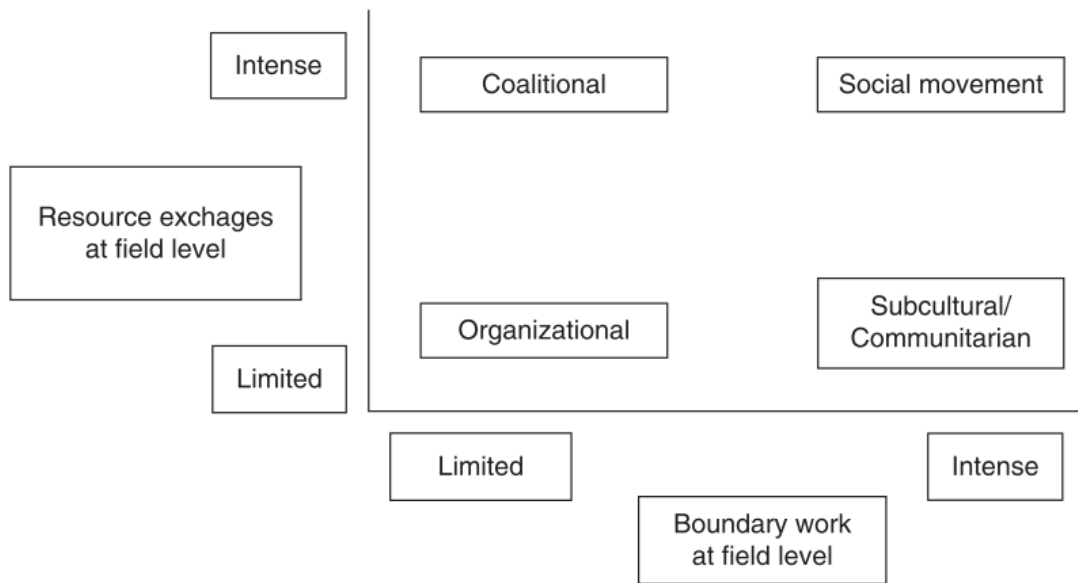 Intense
Coalitional
Social movement
Resource exchages
at field level
Organizational
Subcultural/
Communitarian
Limited
Limited
Intense
Boundary work
at field level